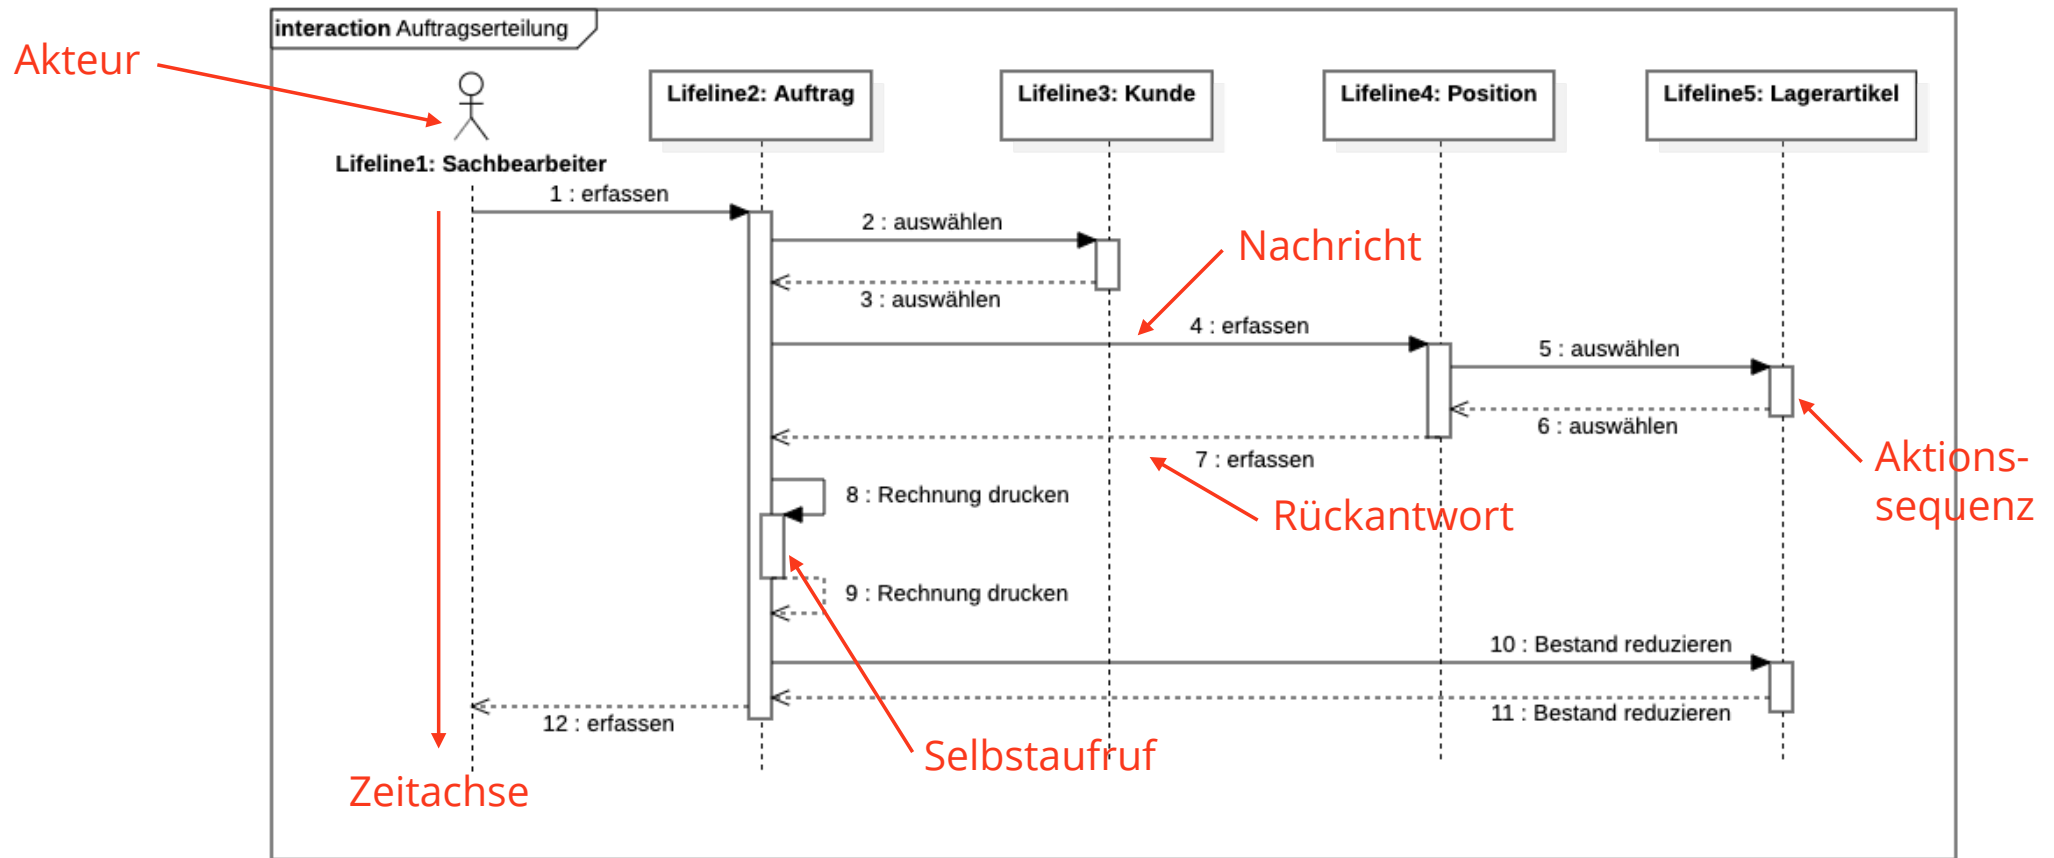 interaction Auftragserteilung
Akteur
Lifeline1: Sachbearbeiter
Lifeline2: Auftrag
Lifeline3: Kunde
Lifeline4: Position
Lifeline5: Lagerartikel
1 : erfassen
2 : auswählen
Nachricht
3 : auswählen
4 : erfassen
5 : auswählen
6 : auswählen
Aktions-
sequenz
7 : erfassen
8 : Rechnung drucken
Rückantwort
9 : Rechnung drucken
10 : Bestand reduzieren
11 : Bestand reduzieren
12 : erfassen
Selbstaufruf
Zeitachse